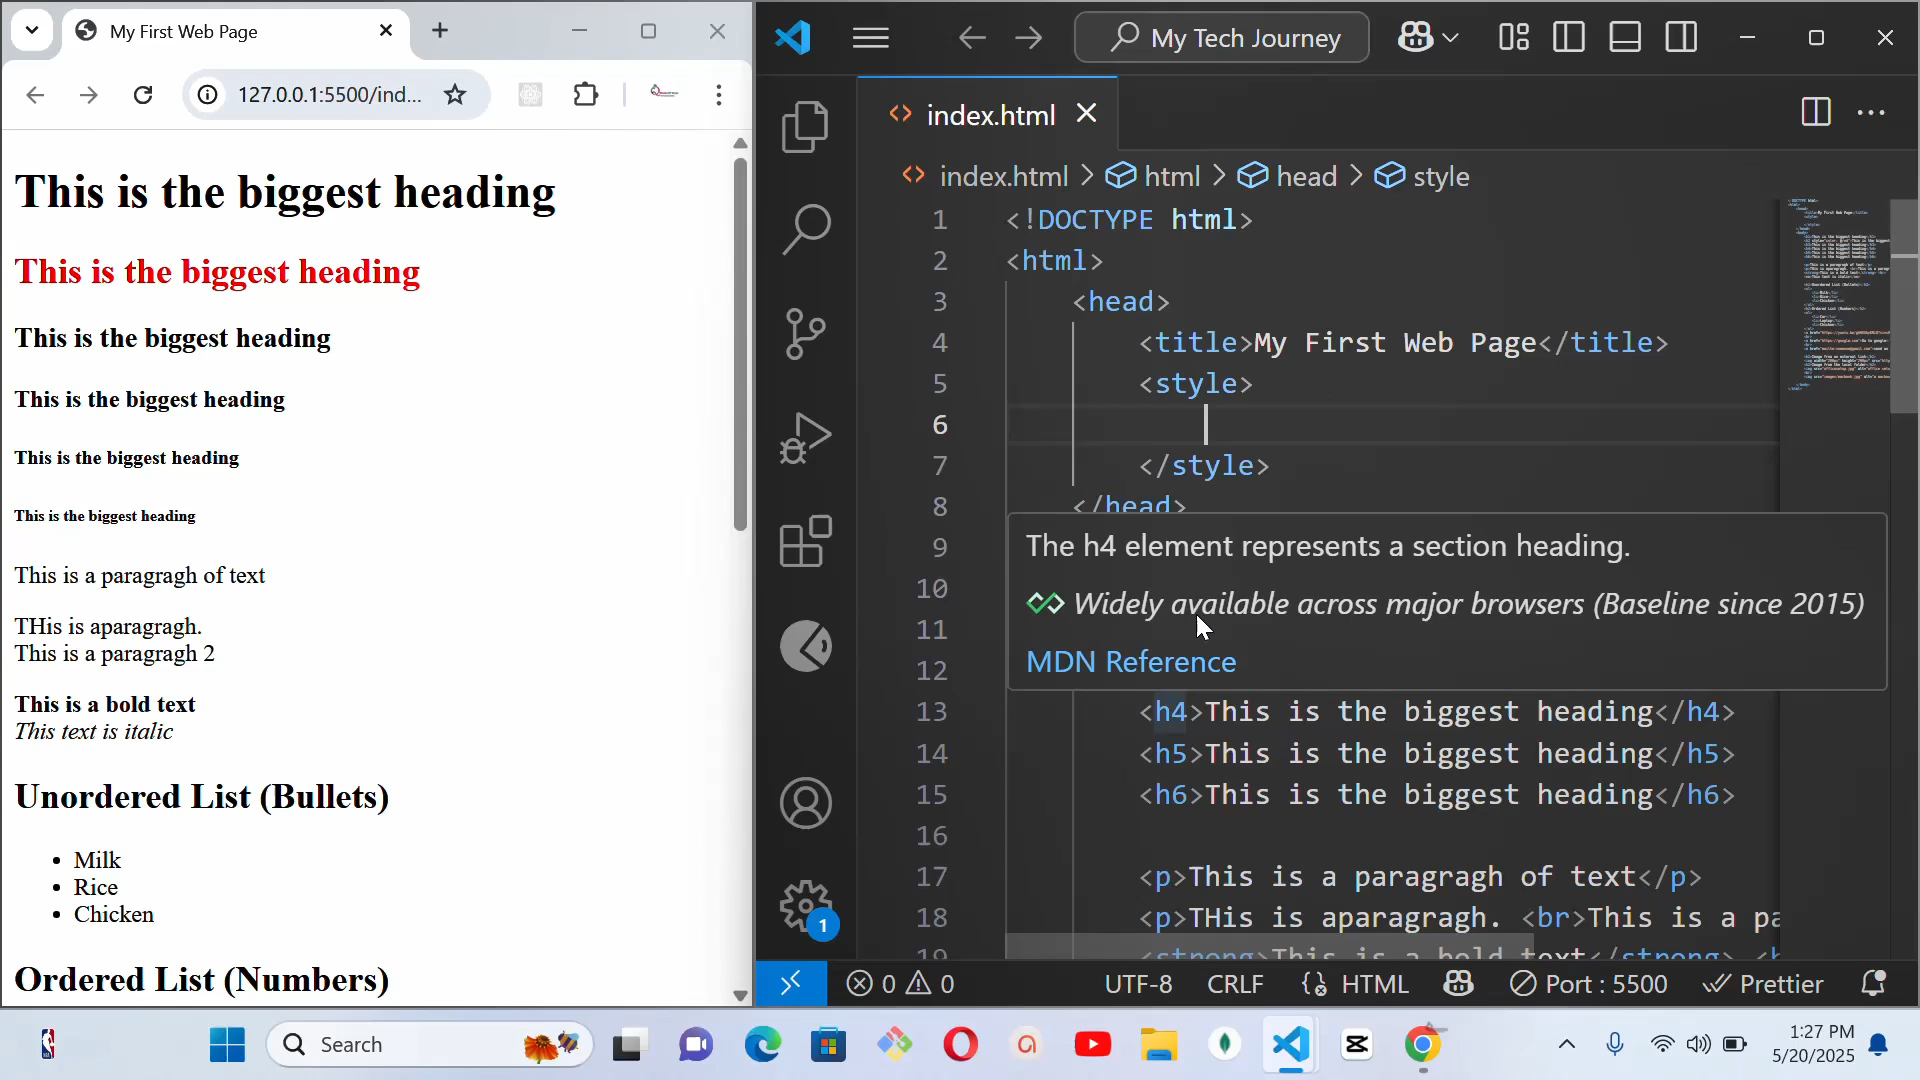 My First Web Page
127.0.0.1:5500/ind...
This is the biggest heading
This is the biggest heading
This is the biggest heading
This is the biggest heading
This is the biggest heading
This is the biggest heading
This is a paragragh of text
THis is aparagragh.
This is a paragragh 2
This is a bold text
This text is italic
Unordered List (Bullets)
• Milk
• Rice
• Chicken
Ordered List (Numbers)
My Tech Journey
index.html
index.html > html > head > style
1 <!DOCTYPE html>
2 <html>
3 <head>
4 <title>My First Web Page</title>
5 <style>
6
7 </style>
8 </head>
9
The h4 element represents a section heading.
10
Widely available across major browsers (Baseline since 2015)
11
12
MDN Reference
13 <h4>This is the biggest heading</h4>
14 <h5>This is the biggest heading</h5>
15 <h6>This is the biggest heading</h6>
16
17 <p>This is a paragragh of text</p>
18 <p>THis is aparagragh. <br>This is a pa
19 <strong>This is a bold text</strong> <b
1
0 0 UTF-8 CRLF HTML Port : 5500 Prettier
Search
1:27 PM
5/20/2025